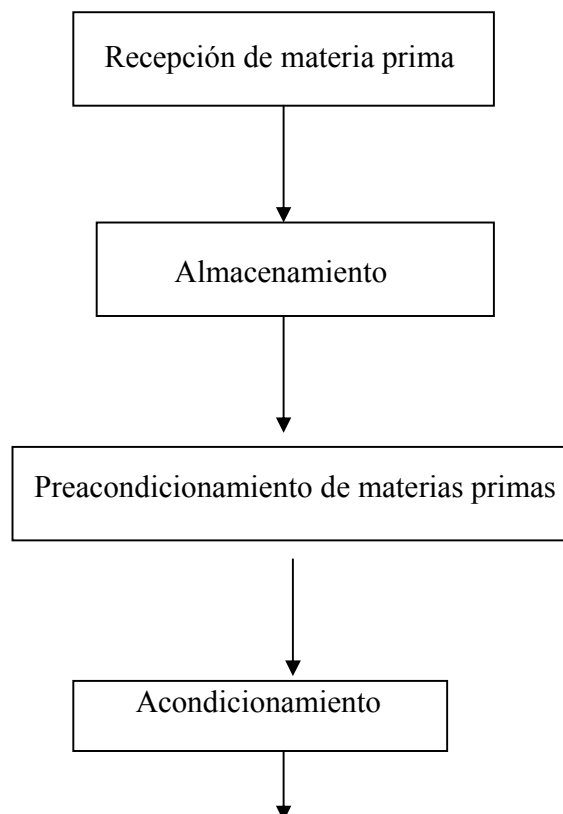 Recepción de materia prima
Almacenamiento
Preacondicionamiento de materias primas
Acondicionamiento